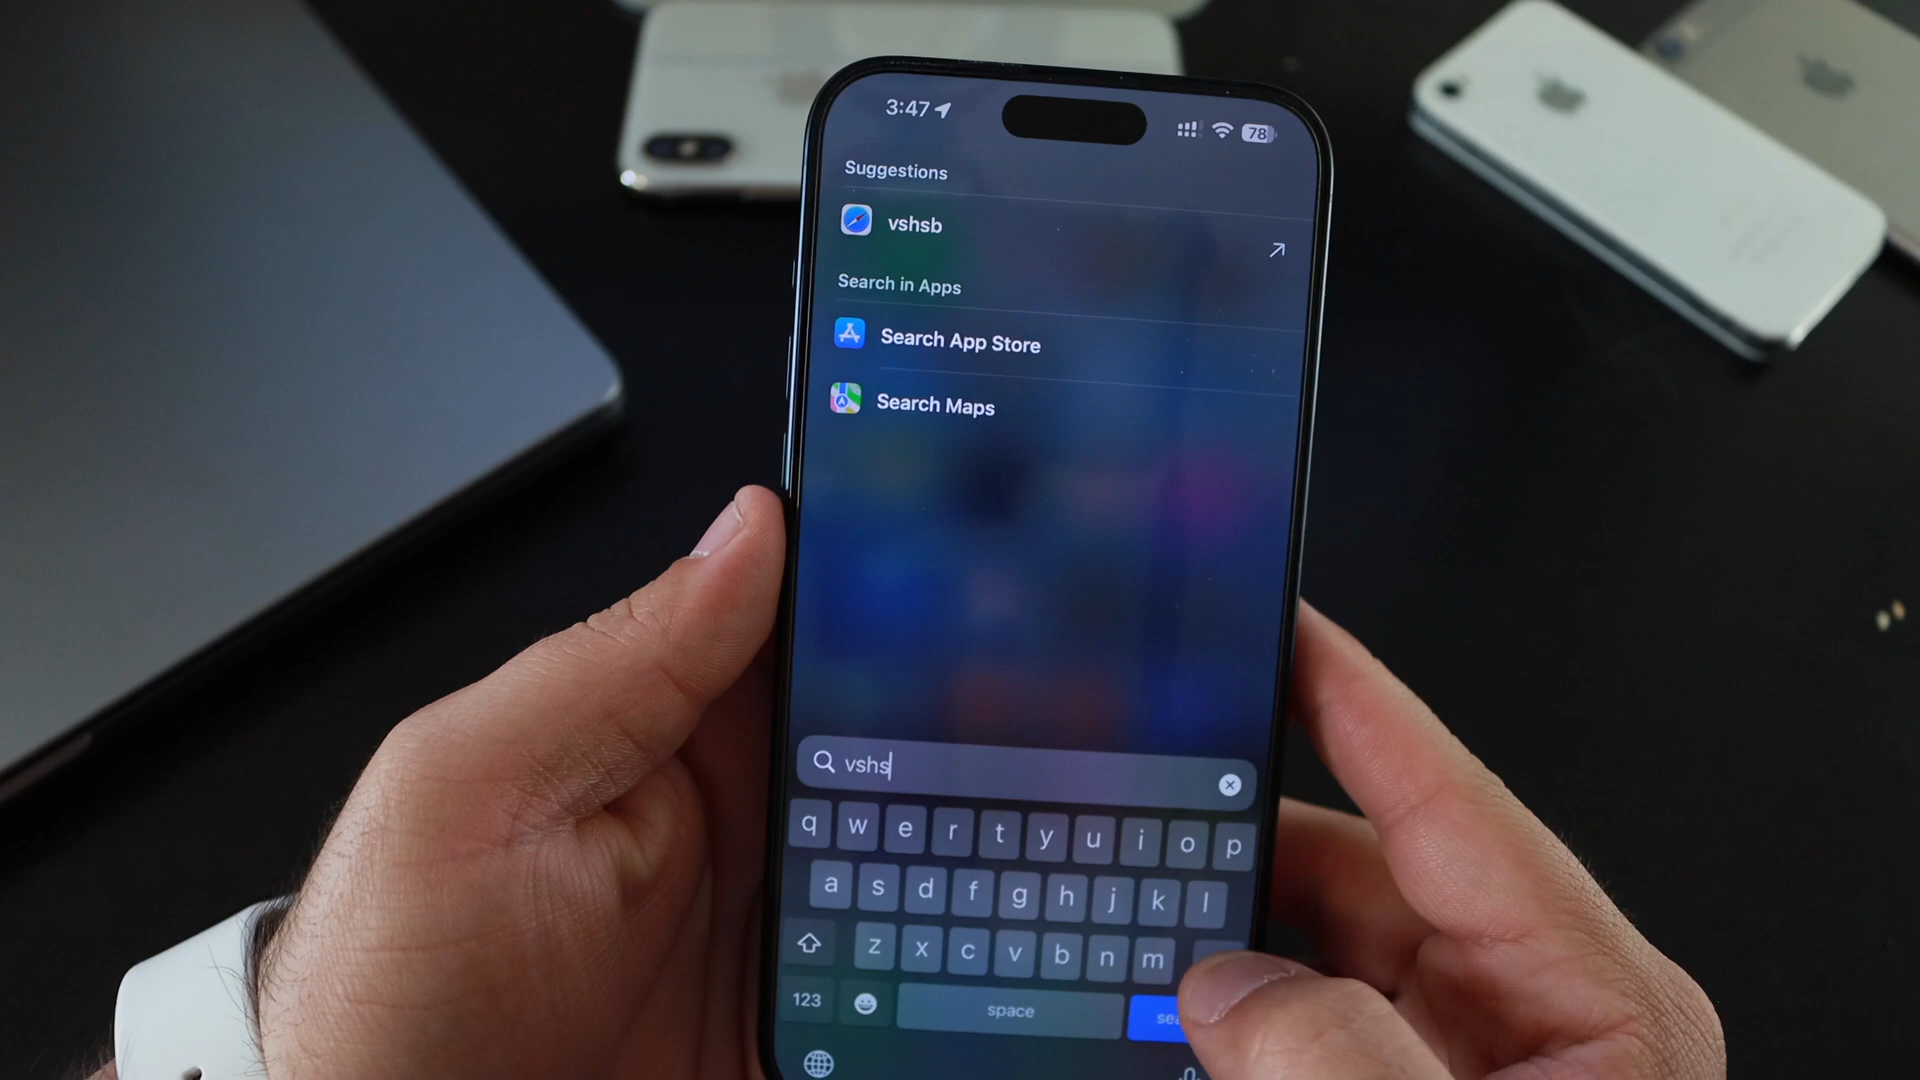 3:47
78
Suggestions
vshsb
Search in Apps
Search App Store
Search Maps
vshs
q w e r t y u i o p
a s d f g h j k l
z x c v b n m
123
space